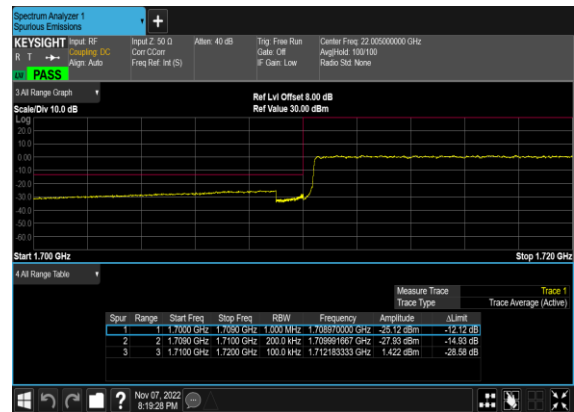 Spectrum Analyzer 1
Spurious Emissions
KEYSIGHT
R T
LXI PASS
Input: RF
Coupling: DC
Align: Auto
Input Z: 50 Ω
Corr CCorr
Freq Ref: Int (S)
Atten: 40 dB
Trig: Free Run
Gate: Off
IF Gain: Low
Center Freq: 22.005000000 GHz
Avg|Hold: 100/100
Radio Std: None
3 All Range Graph
Scale/Div 10.0 dB
Ref Lvl Offset 8.00 dB
Ref Value 30.00 dBm
Log
20.0
10.0
0.00
-10.0
-20.0
-30.0
-40.0
-50.0
-60.0
Start 1.700 GHz
Stop 1.720 GHz
4 All Range Table
Measure Trace Trace 1
Trace Type Trace Average (Active)
Spur Range Start Freq Stop Freq RBW Frequency Amplitude ΔLimit
1 1 1.7000 GHz 1.7090 GHz 1.000 MHz 1.708970000 GHz -25.12 dBm -12.12 dB
2 2 1.7090 GHz 1.7100 GHz 200.0 kHz 1.709991667 GHz -27.93 dBm -14.93 dB
3 3 1.7100 GHz 1.7200 GHz 100.0 kHz 1.712183333 GHz 1.422 dBm -28.58 dB
?
Nov 07, 2022
8:19:28 PM